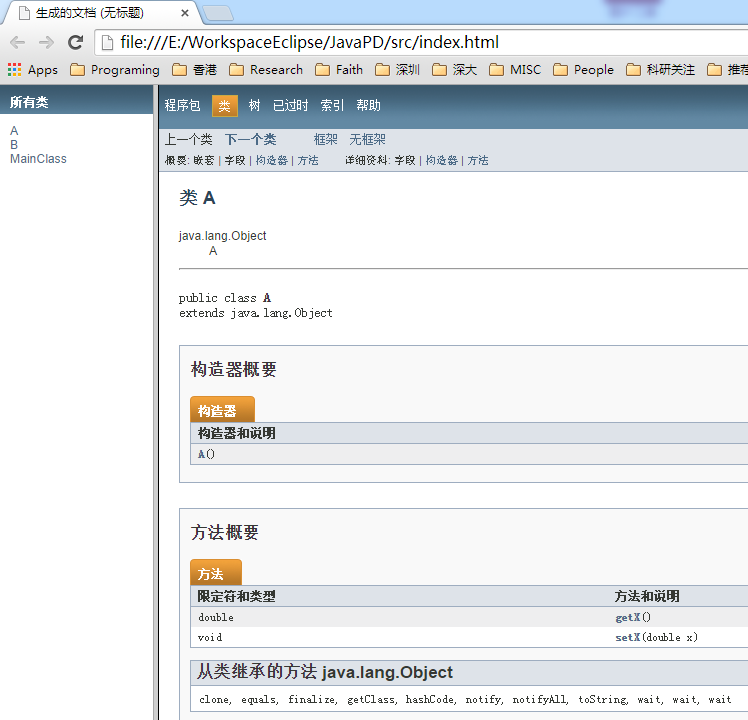 生成的文档 (无标题)
file:///E:/WorkspaceEclipse/JavaPD/src/index.html
Apps Programing 香港 Research Faith 深圳 深大 MISC People 科研关注 推荐
所有类
A
B
MainClass
程序包 类 树 已过时 索引 帮助
上一个类 下一个类 框架 无框架
概要: 嵌套 | 字段 | 构造器 | 方法 详细资料: 字段 | 构造器 | 方法
类 A
java.lang.Object
A
public class A
extends java.lang.Object
构造器概要
构造器
构造器和说明
A()
方法概要
方法
限定符和类型 方法和说明
double getX()
void setX(double x)
从类继承的方法 java.lang.Object
clone, equals, finalize, getClass, hashCode, notify, notifyAll, toString, wait, wait, wait